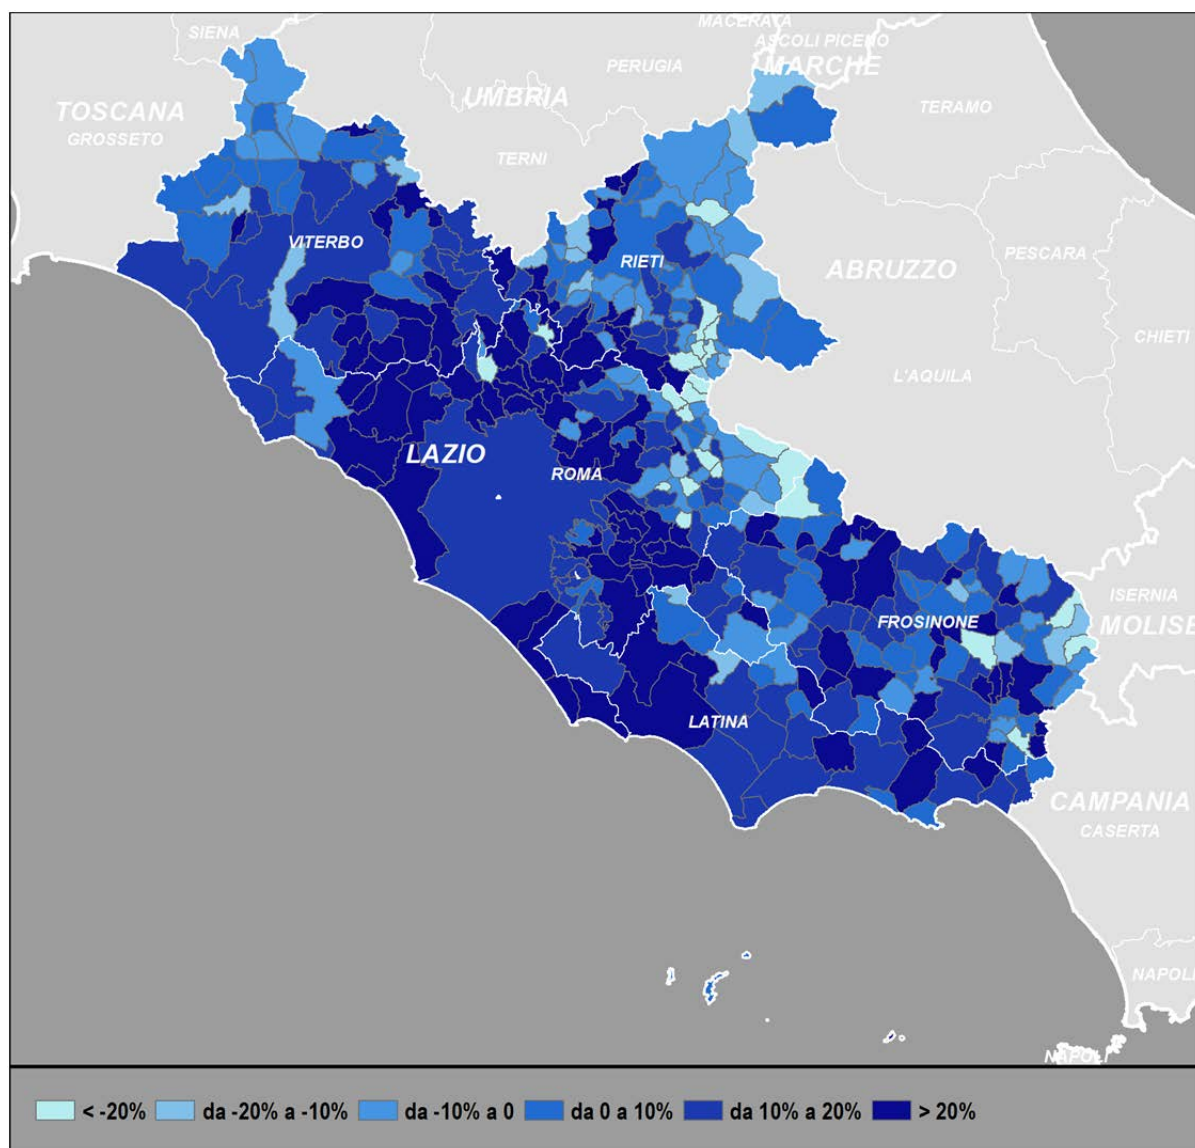 SIENA
MACERATA
ASCOLI PICENO
MARCHE
PERUGIA
UMBRIA
TOSCANA
GROSSETO
TERAMO
TERNI
VITERBO
RIETI
ABRUZZO
PESCARA
CHIETI
L'AQUILA
LAZIO
ROMA
ISERNIA
MOLISE
FROSINONE
LATINA
CAMPANIA
CASERTA
NAPOLI
NAPOLI
< -20% da -20% a -10% da -10% a 0 da 0 a 10% da 10% a 20% > 20%